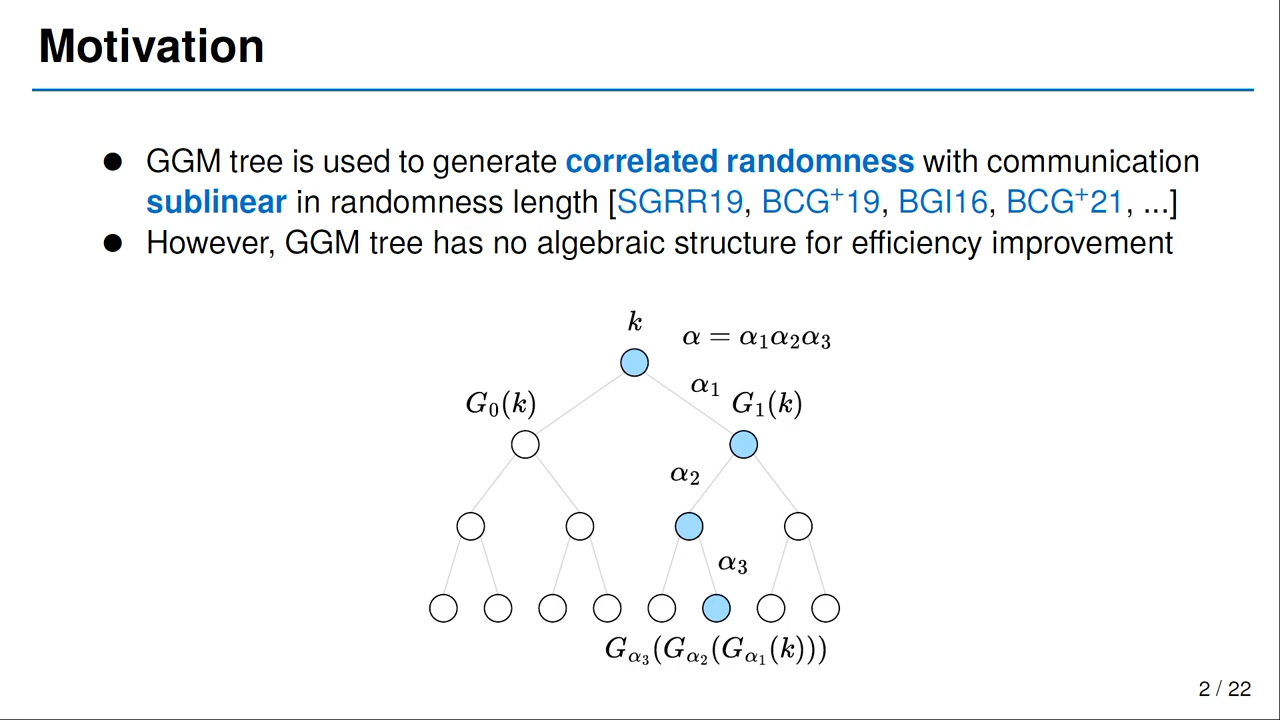 Motivation
● GGM tree is used to generate correlated randomness with communication
sublinear in randomness length [SGRR19, BCG⁺19, BGI16, BCG⁺21, ...]
● However, GGM tree has no algebraic structure for efficiency improvement
k
α = α₁α₂α₃
α₁
G₀(k)
G₁(k)
α₂
α₃
G_{α₃}(G_{α₂}(G_{α₁}(k)))
2 / 22